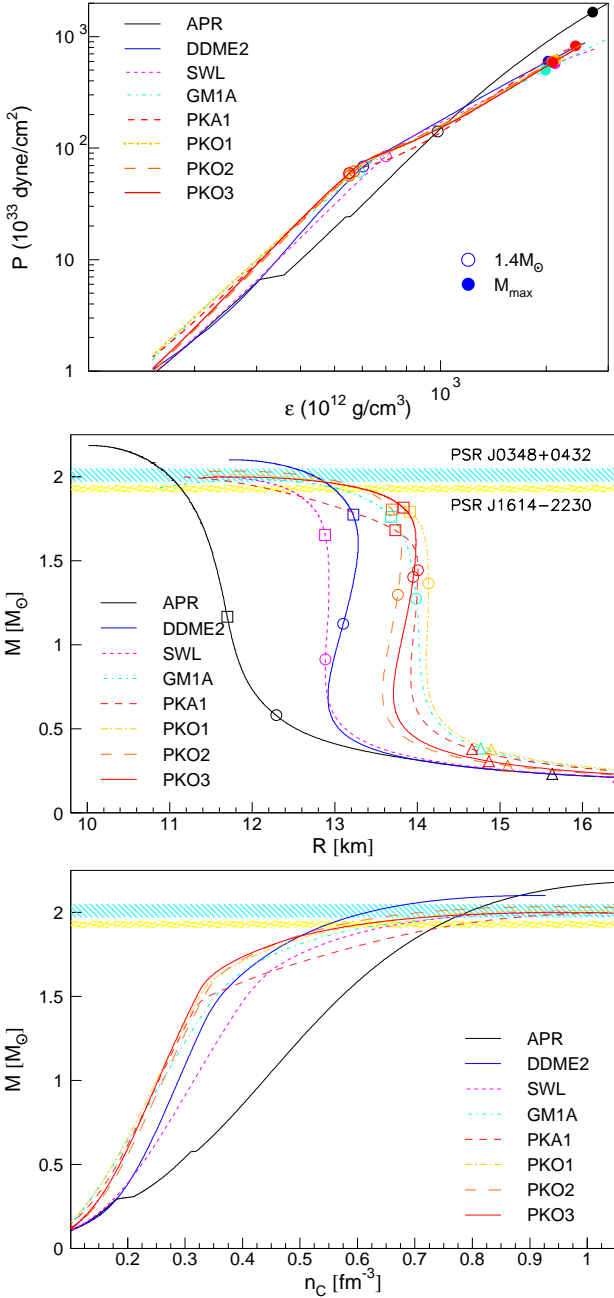 10³
10²
10
1
P (10³³ dyne/cm²)
APR
DDME2
SWL
GM1A
PKA1
PKO1
PKO2
PKO3
1.4M⊙
Mmax
10³
ε (10¹² g/cm³)
2
1.5
1
0.5
0
M [M⊙]
PSR J0348+0432
PSR J1614−2230
APR
DDME2
SWL
GM1A
PKA1
PKO1
PKO2
PKO3
10 11 12 13 14 15 16
R [km]
2
1.5
1
0.5
0
M [M⊙]
APR
DDME2
SWL
GM1A
PKA1
PKO1
PKO2
PKO3
0.2 0.3 0.4 0.5 0.6 0.7 0.8 0.9 1
nC [fm⁻³]